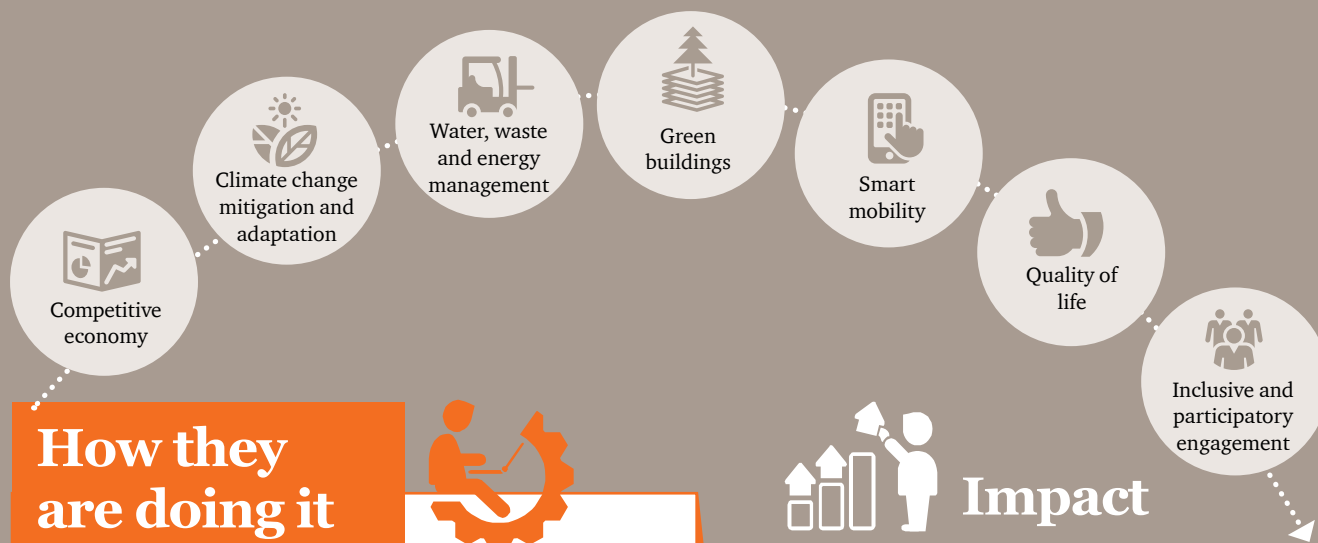 Competitive
economy
Climate change
mitigation and
adaptation
Water, waste
and energy
management
Green
buildings
Smart
mobility
Quality of
life
Inclusive and
participatory
engagement
How they
are doing it
Impact